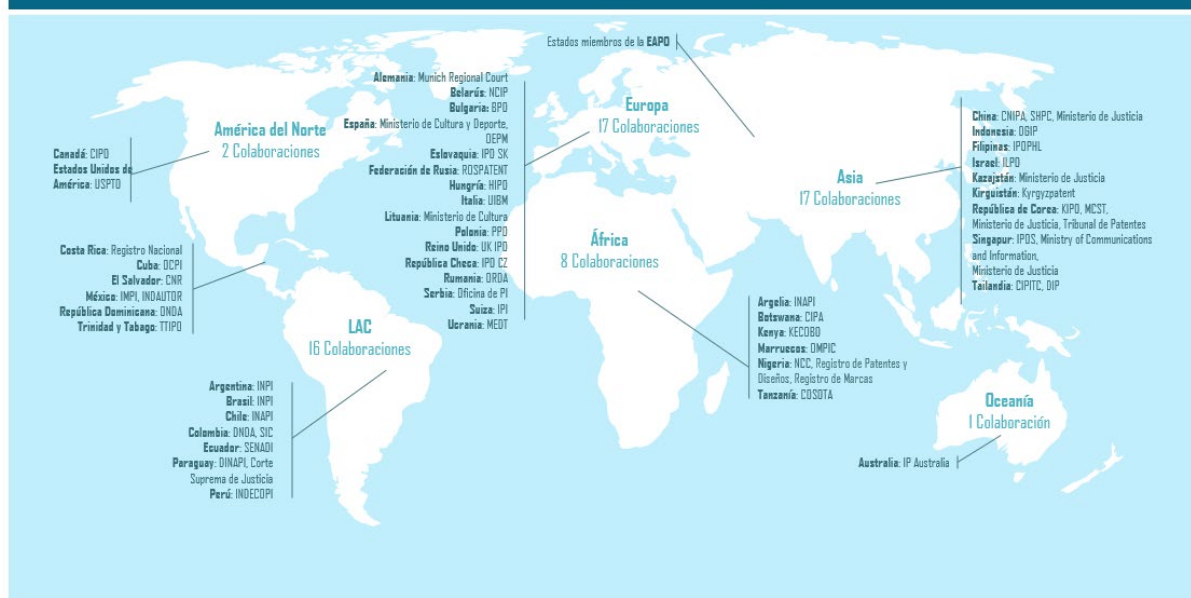 Estados miembros de la EAPO
América del Norte
2 Colaboraciones
Canadá: CIPO
Estados Unidos de
América: USPTO
Alemania: Munich Regional Court
Belarús: NCIP
Bulgaria: BPO
España: Ministerio de Cultura y Deporte,
OEPM
Eslovaquia: IPO SK
Federación de Rusia: ROSPATENT
Hungría: HIPO
Italia: UIBM
Lituania: Ministerio de Cultura
Polonia: PPO
Reino Unido: UK IPO
República Checa: IPO CZ
Rumania: ORDA
Serbia: Oficina de PI
Suiza: IPI
Ucrania: MEDT
Europa
17 Colaboraciones
Asia
17 Colaboraciones
China: CNIPA, SHPC, Ministerio de Justicia
Indonesia: DGIP
Filipinas: IPOPHL
Israel: ILPO
Kazajstán: Ministerio de Justicia
Kirguistán: Kyrgyzpatent
República de Corea: KIPO, MCST,
Ministerio de Justicia, Tribunal de Patentes
Singapur: IPOS, Ministry of Communications
and Information,
Ministerio de Justicia
Tailandia: CIPITC, DIP
Costa Rica: Registro Nacional
Cuba: OCPI
El Salvador: CNR
México: IMPI, INDAUTOR
República Dominicana: ONDA
Trinidad y Tabago: TTIPO
LAC
16 Colaboraciones
Argentina: INPI
Brasil: INPI
Chile: INAPI
Colombia: DNDA, SIC
Ecuador: SENADI
Paraguay: DINAPI, Corte
Suprema de Justicia
Perú: INDECOPI
África
8 Colaboraciones
Argelia: INAPI
Botswana: CIPA
Kenya: KECOBO
Marruecos: OMPIC
Nigeria: NCC, Registro de Patentes y
Diseños, Registro de Marcas
Tanzanía: COSOTA
Oceanía
1 Colaboración
Australia: IP Australia